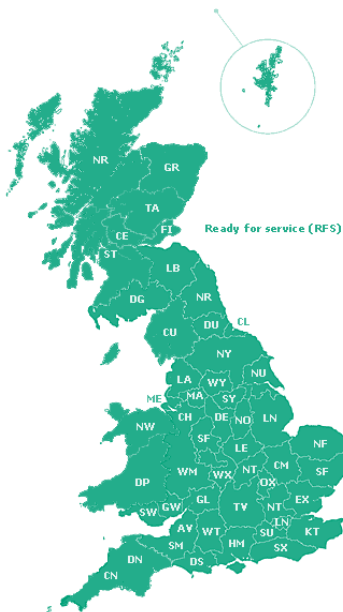 NR
GR
TA
FI
CE
ST
Ready for service (RFS)
LB
DG
NR
CU
DU
CL
NY
LA
WY
NU
ME
MA
SY
CH
DE
NO
LN
NW
SF
NF
LE
WM
WX
NT
CM
SF
OX
DP
SW
GW
GL
TV
NT
EX
LN
AV
WT
SU
KT
SM
HM
SX
DN
DS
CN